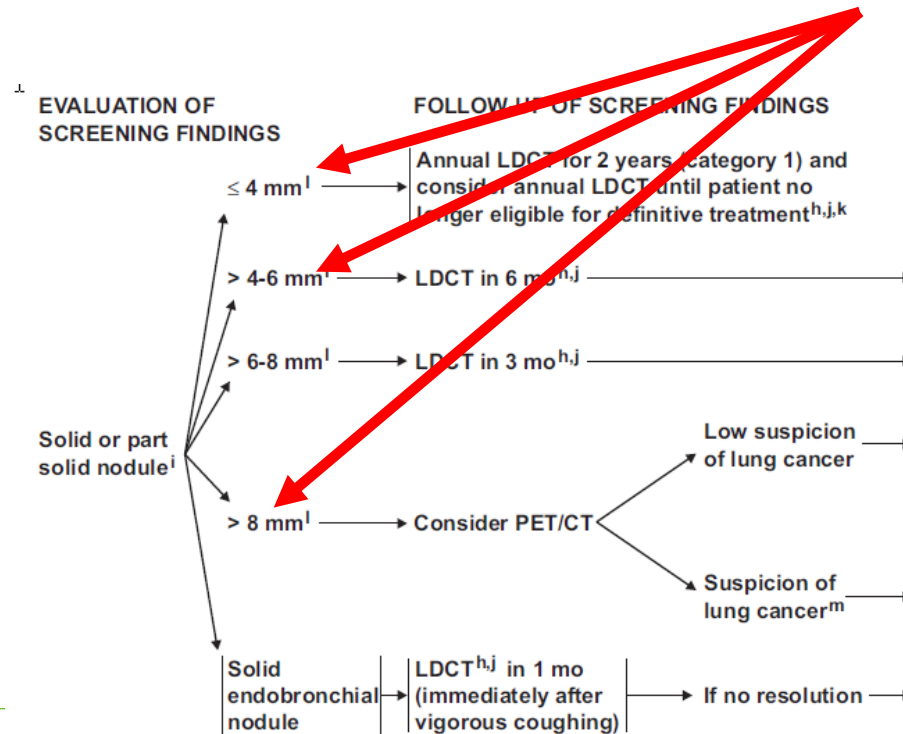 EVALUATION OF
SCREENING FINDINGS
FOLLOW-UP OF SCREENING FINDINGS
≤ 4 mm^l
Annual LDCT for 2 years (category 1) and
consider annual LDCT until patient no
longer eligible for definitive treatment^h,j,k
> 4-6 mm^l
LDCT in 6 mo^h,j
> 6-8 mm^l
LDCT in 3 mo^h,j
Solid or part
solid nodule^i
> 8 mm^l
Consider PET/CT
Low suspicion
of lung cancer
Suspicion of
lung cancer^m
Solid
endobronchial
nodule
LDCT^h,j in 1 mo
(immediately after
vigorous coughing)
If no resolution